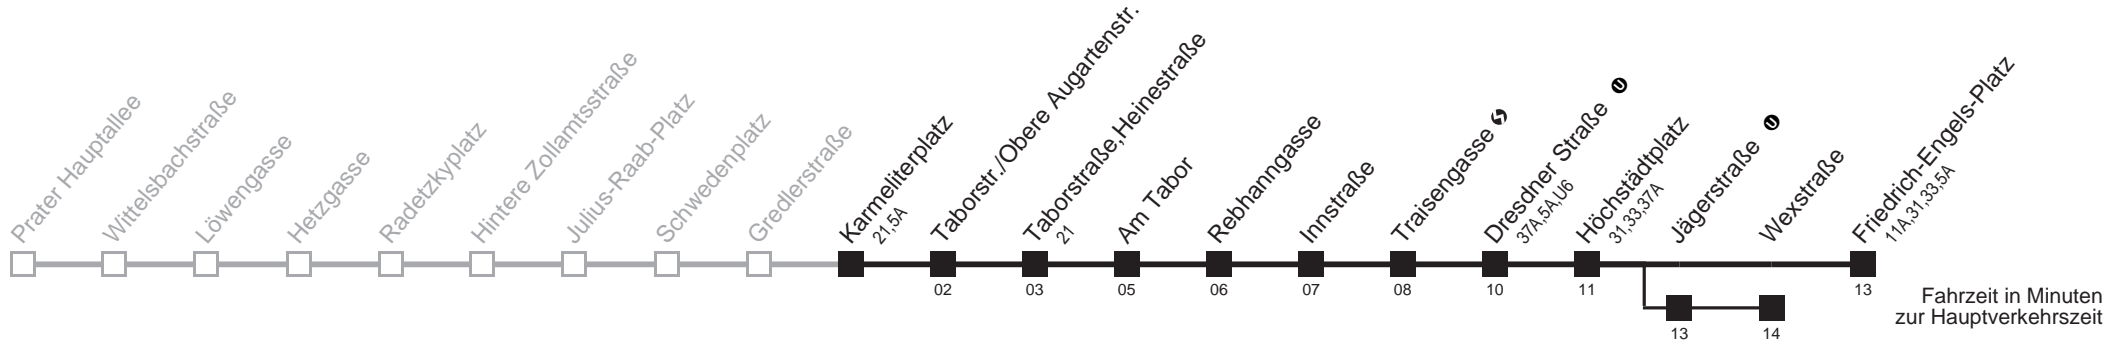 Prater Hauptallee
Wittelsbachstraße
Löwengasse
Hetzgasse
Radetzkyplatz
Hintere Zollamtsstraße
Julius-Raab-Platz
Schwedenplatz
Gredlerstraße
Karmeliterplatz
21,5A
Taborstr./Obere Augartenstr.
02
Taborstraße,Heinestraße
21
03
Am Tabor
05
Rebhanngasse
06
Innstraße
07
Traisengasse
08
Dresdner Straße U
37A,5A,U6
10
Höchstädtplatz
31,33,37A
11
Jägerstraße U
13
Wexstraße
14
Friedrich-Engels-Platz
11A,31,33,5A
13
Fahrzeit in Minuten
zur Hauptverkehrszeit